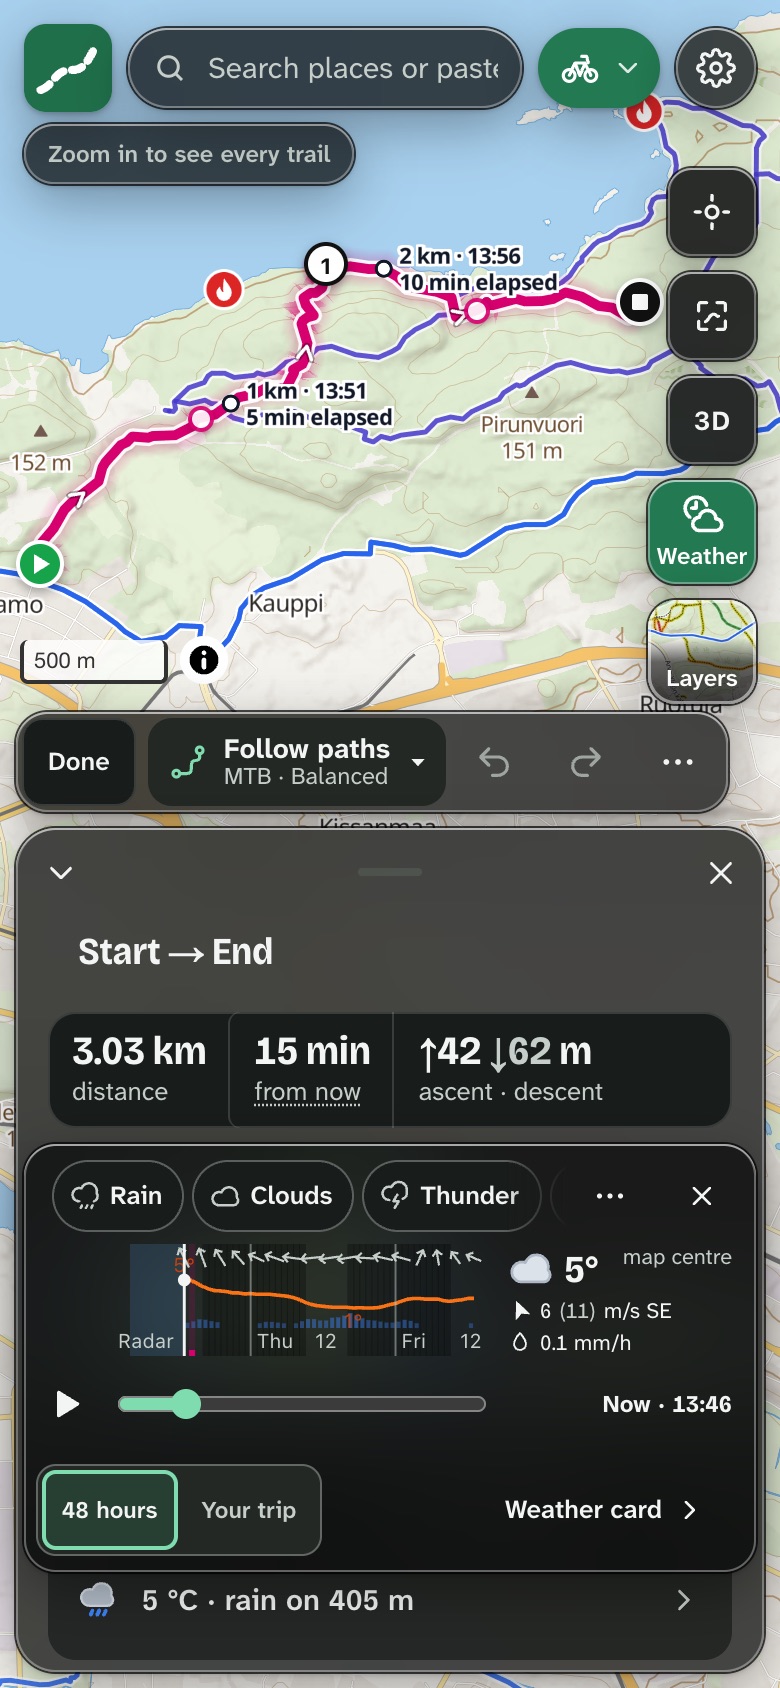 Search places or paste
Zoom in to see every trail
1
2 km · 13:56
10 min elapsed
1 km · 13:51
5 min elapsed
Pirunvuori
151 m
152 m
3D
Weather
amo
Kauppi
500 m
Layers
Ruotula
Done
Follow paths
MTB · Balanced
Kissanmaa
Start → End
3.03 km
distance
15 min
from now
↑42 ↓62 m
ascent · descent
Rain
Clouds
Thunder
5°
1°
Radar
Thu
12
Fri
12
5°
map centre
6 (11) m/s SE
0.1 mm/h
Now · 13:46
48 hours
Your trip
Weather card
5 °C · rain on 405 m